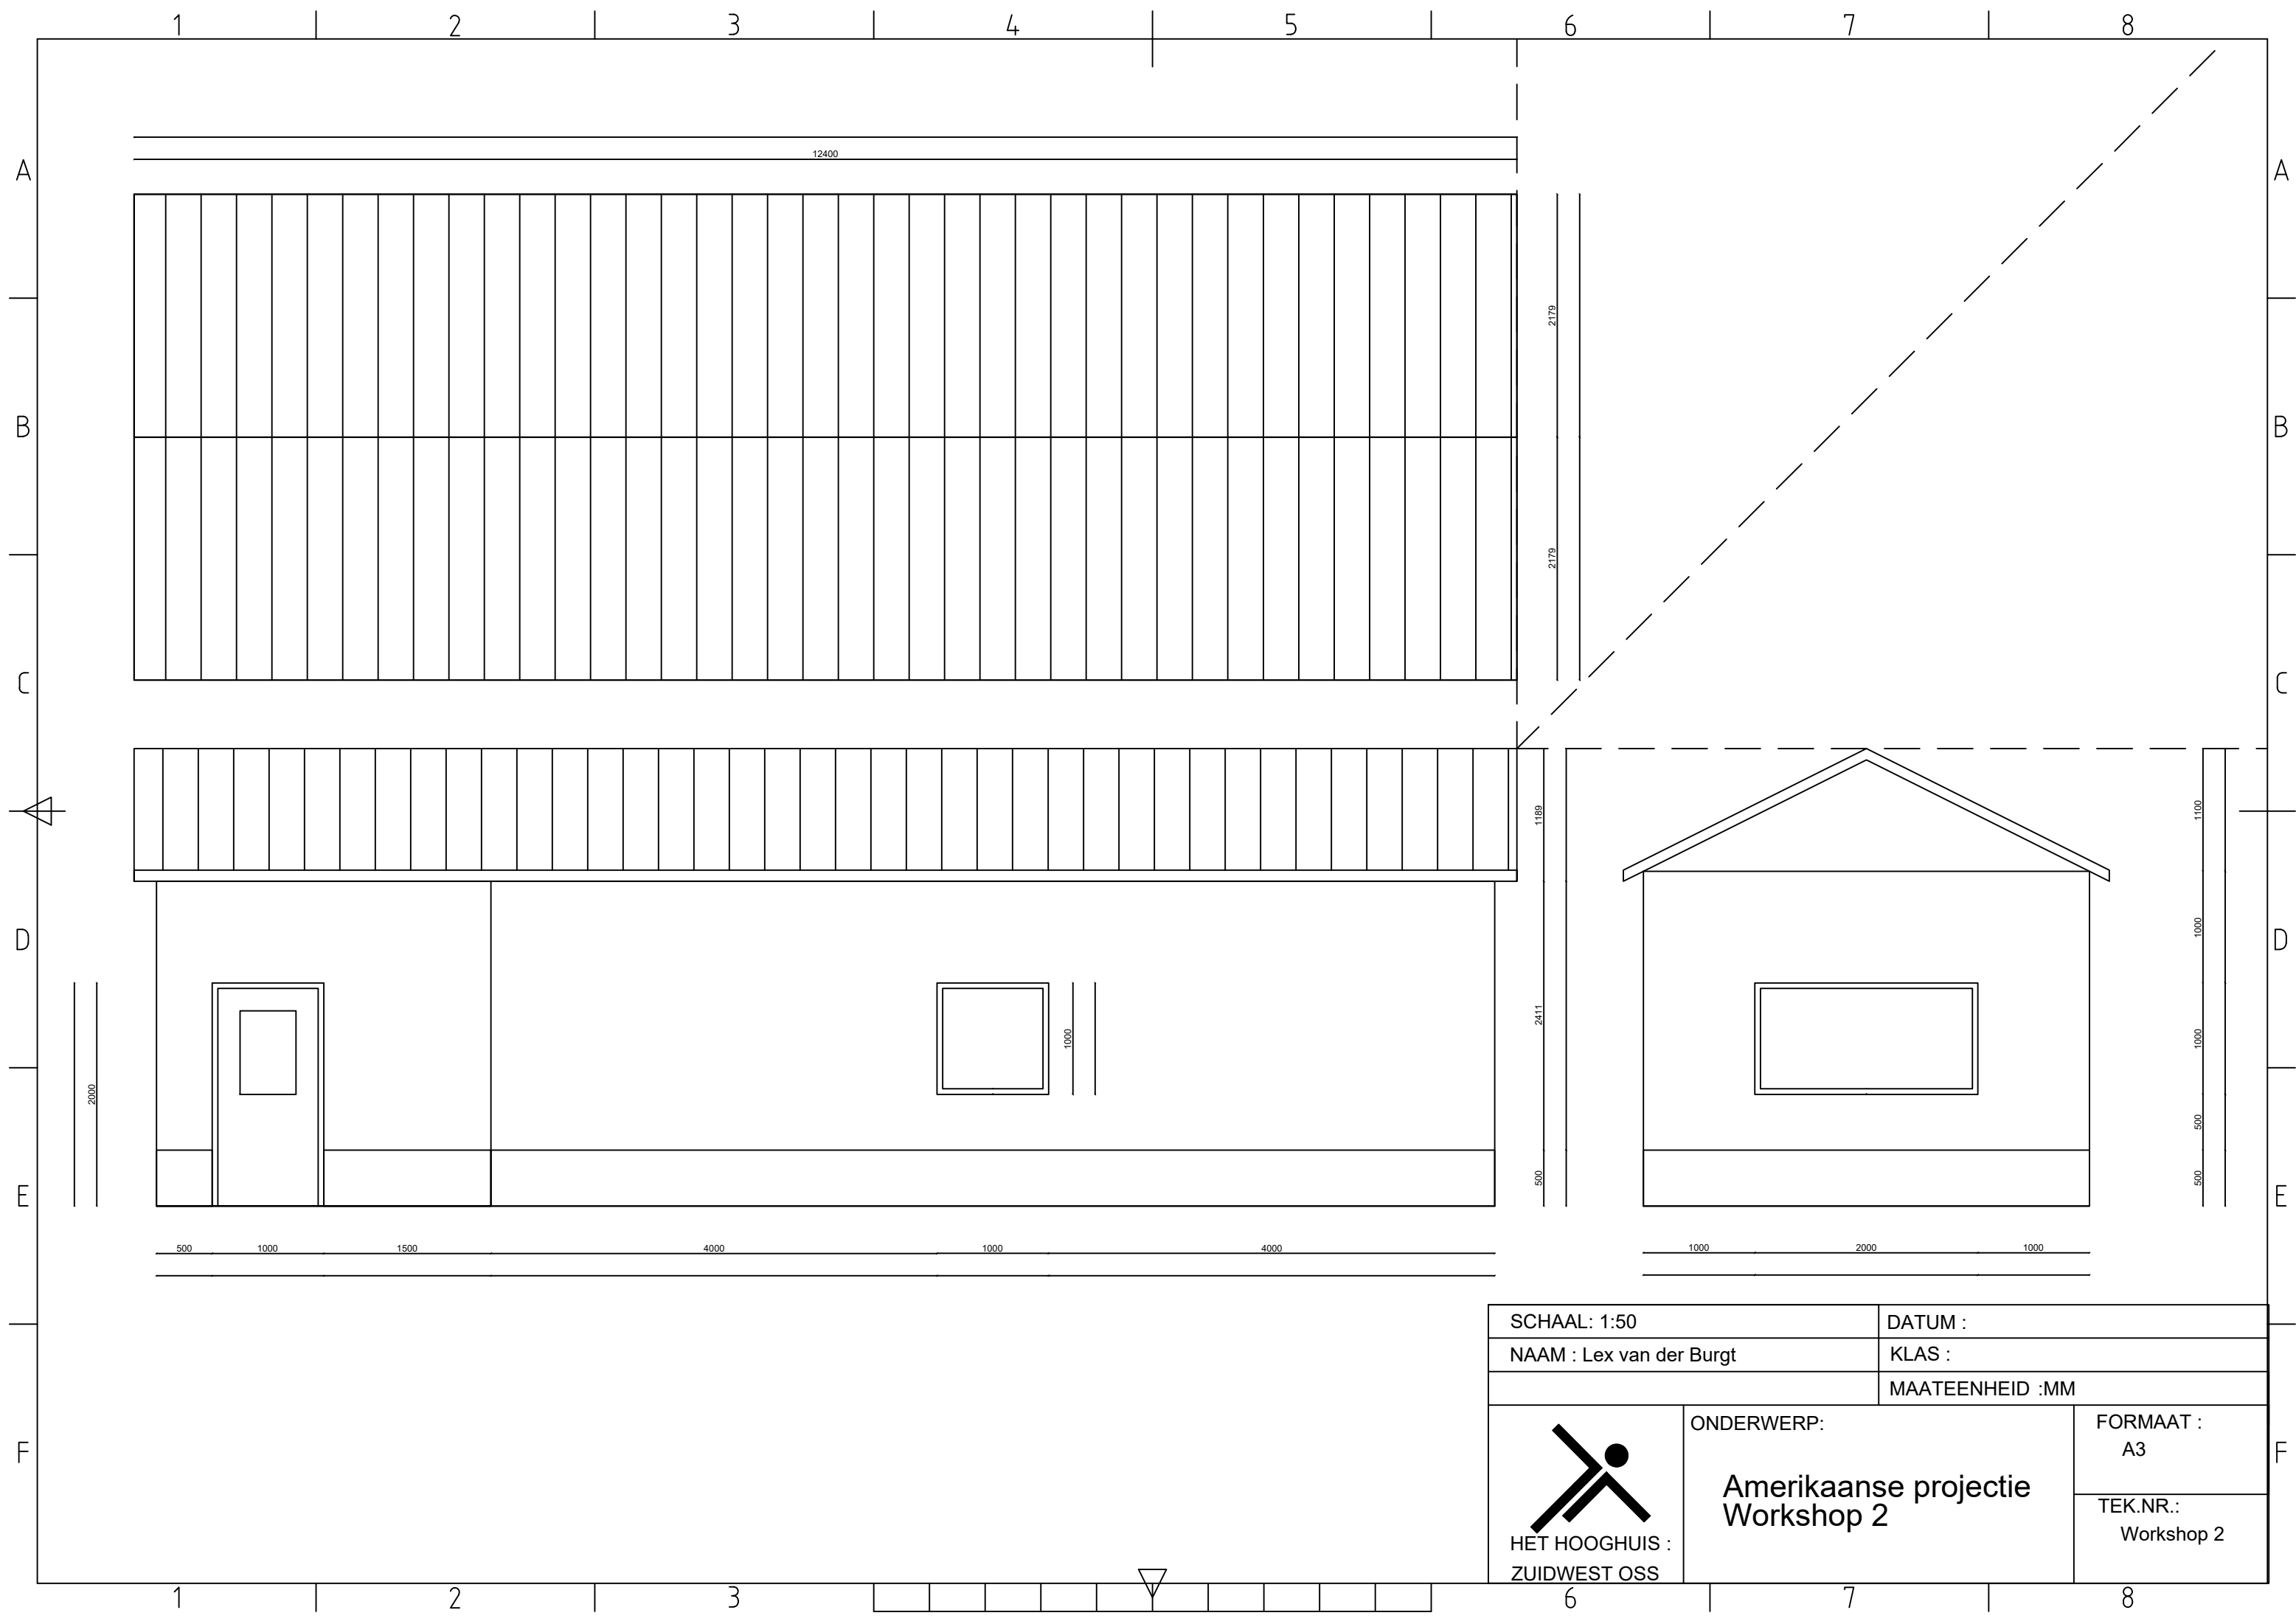 1 2 3 4 5 6 7 8
A A
12400
2179
B B
2179
C C
1189 1100
D 1000 D
2411 1000 1000
2000
500
E 500 500 E
500 1000 1500 4000 1000 4000 1000 2000 1000
SCHAAL: 1:50 DATUM :
NAAM : Lex van der Burgt KLAS :
MAATEENHEID :MM
ONDERWERP: FORMAAT :
A3
F F
Amerikaanse projectie
Workshop 2
TEK.NR.:
Workshop 2
HET HOOGHUIS :
ZUIDWEST OSS
1 2 3 6 7 8